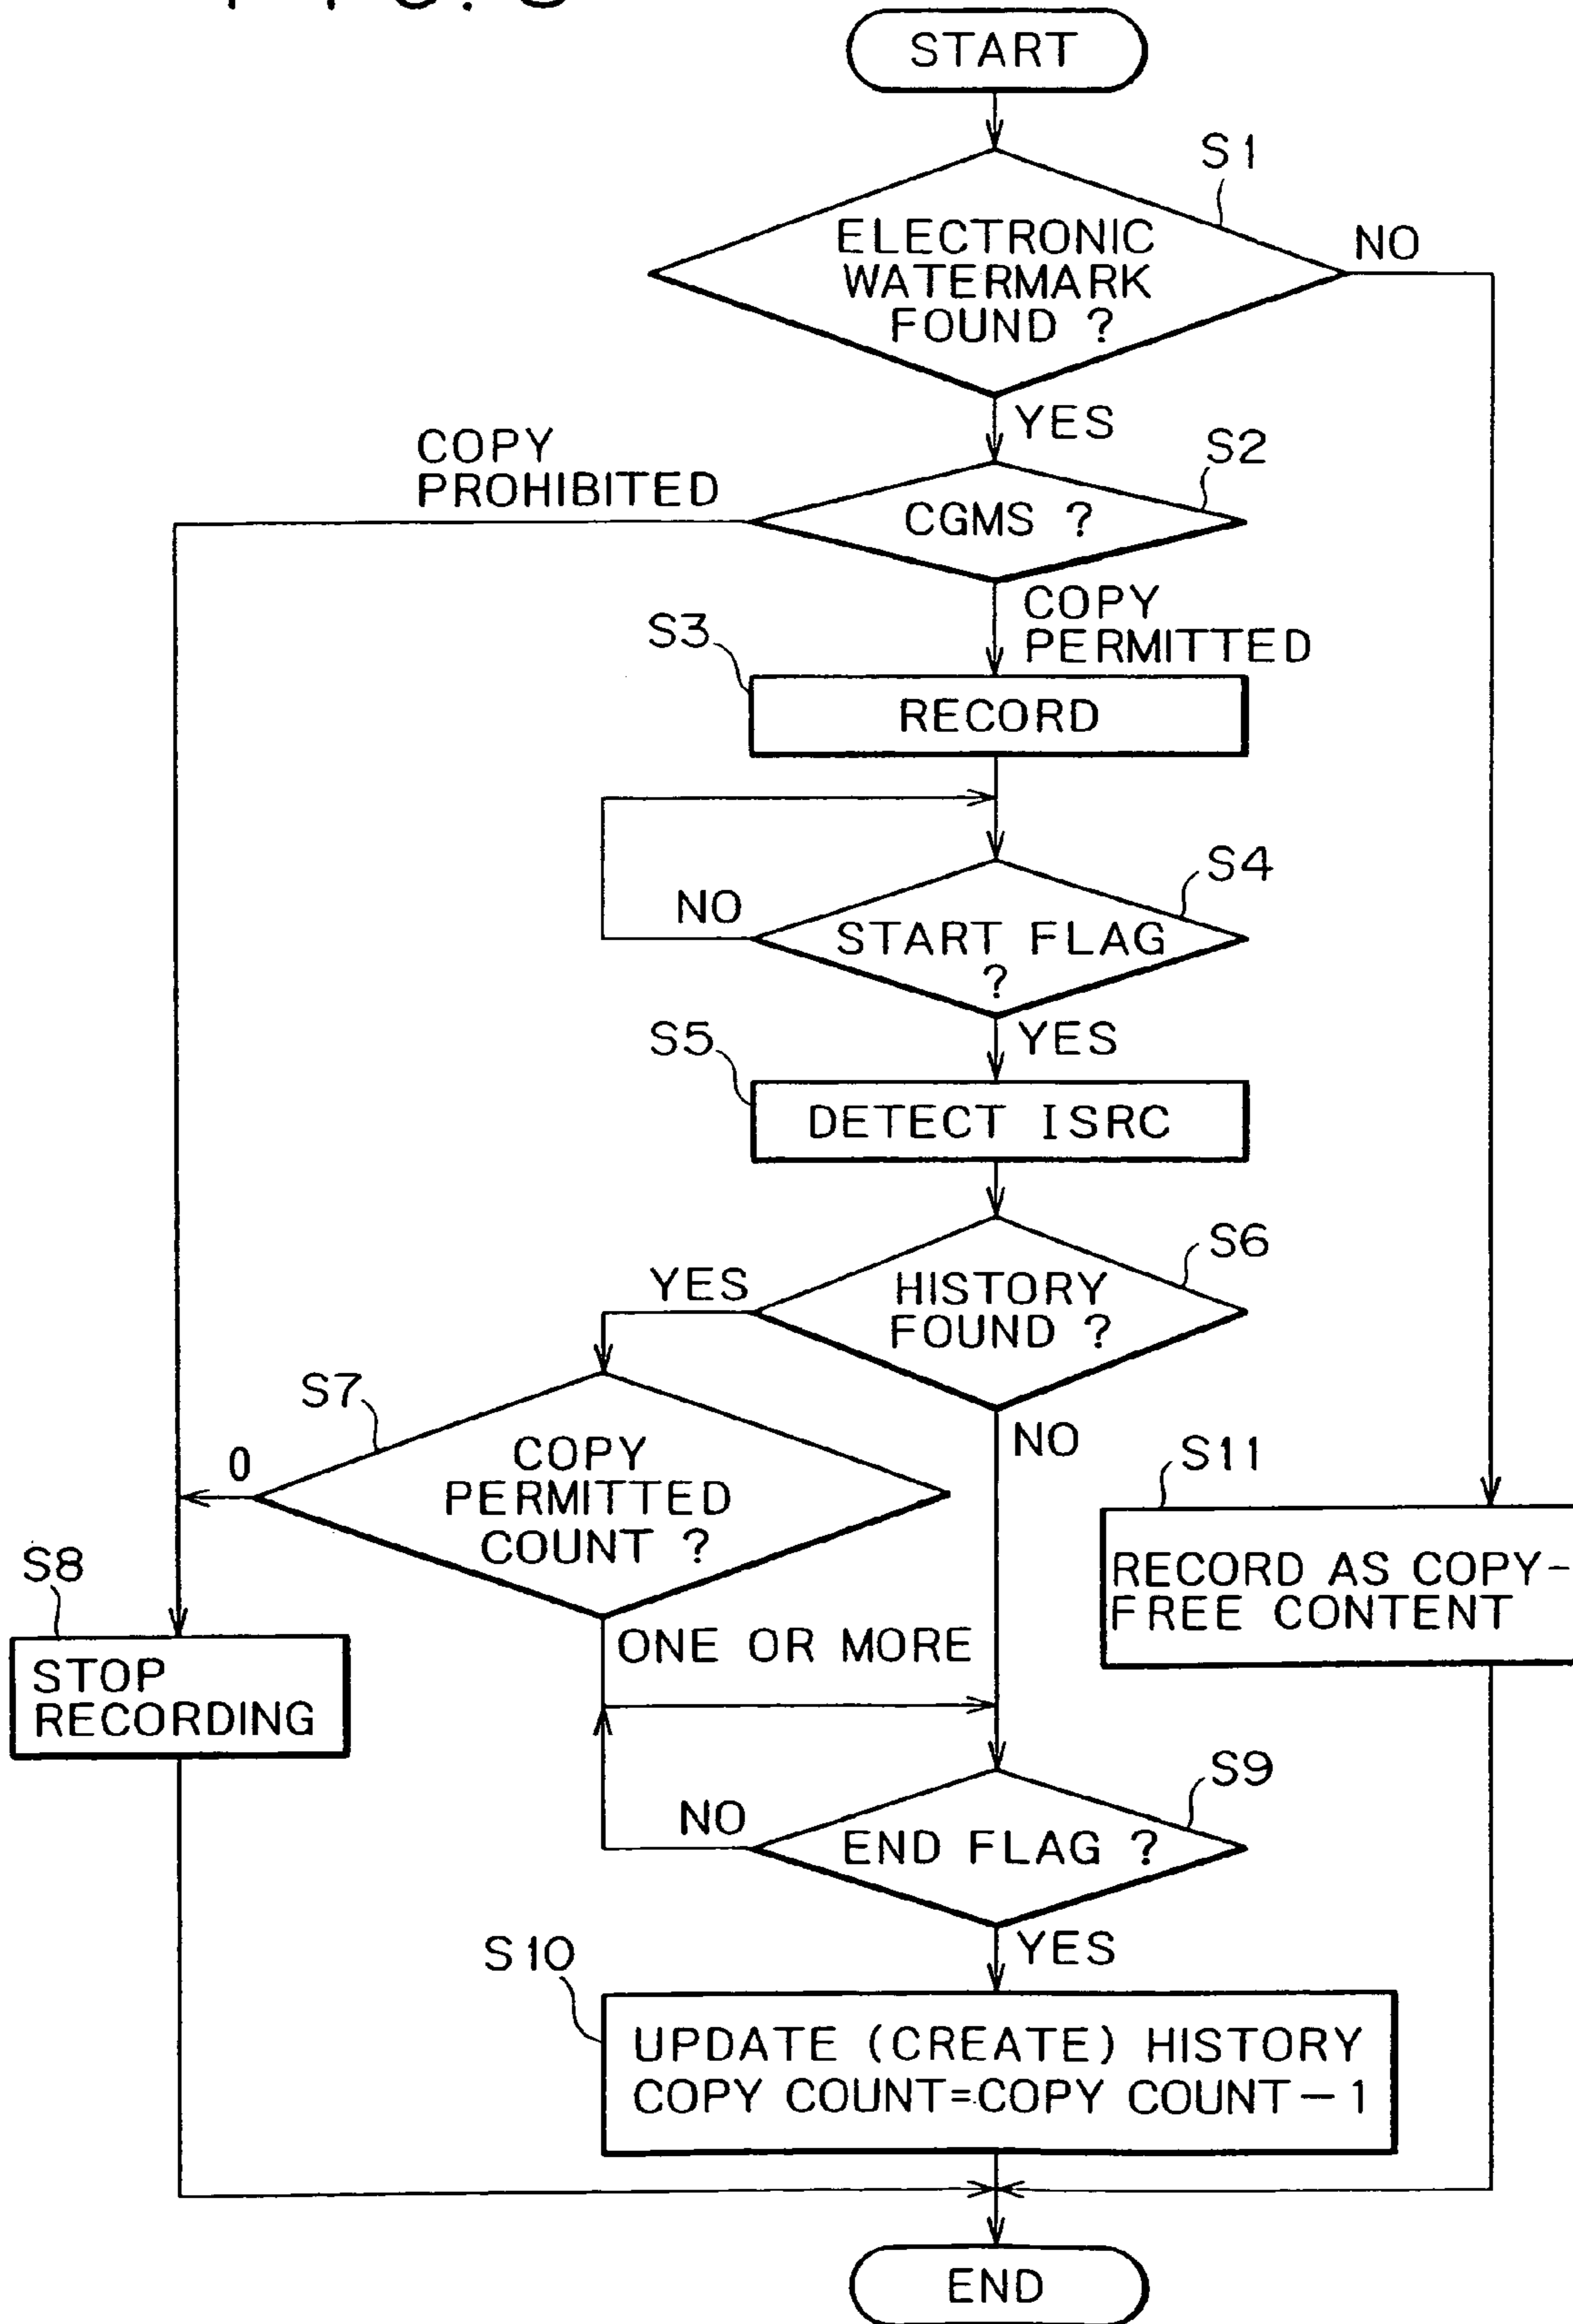 START
S1
ELECTRONIC
WATERMARK
FOUND ?
NO
YES
COPY
PROHIBITED
S2
CGMS ?
COPY
PERMITTED
S3
RECORD
S4
NO
START FLAG
?
YES
S5
DETECT ISRC
S6
YES
HISTORY
FOUND ?
NO
S7
0
COPY
PERMITTED
COUNT ?
S11
RECORD AS COPY-
FREE CONTENT
S8
ONE OR MORE
STOP
RECORDING
S9
NO
END FLAG ?
YES
S10
UPDATE (CREATE) HISTORY
COPY COUNT=COPY COUNT-1
END